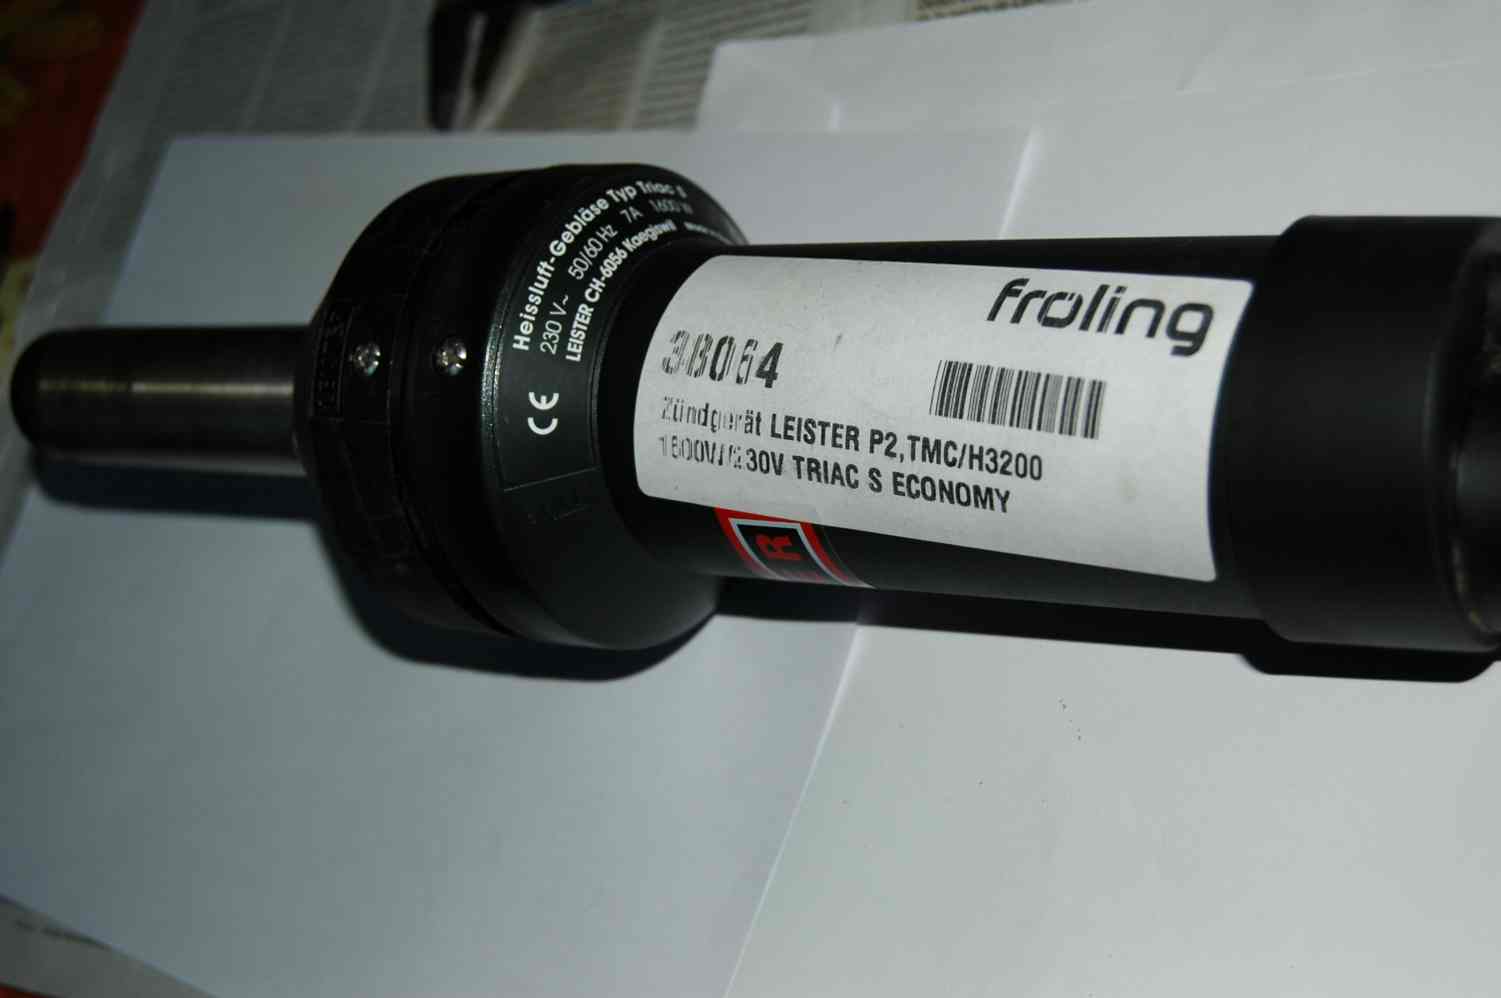 Heissluft-Gebläse Typ Triac S
230 V~ 50/60 Hz 7A 1600 W
LEISTER CH-6056 Kaegiswil
CE
fröling
38064
Zündgerät LEISTER P2,TMC/H3200
1600W/230V TRIAC S ECONOMY
R